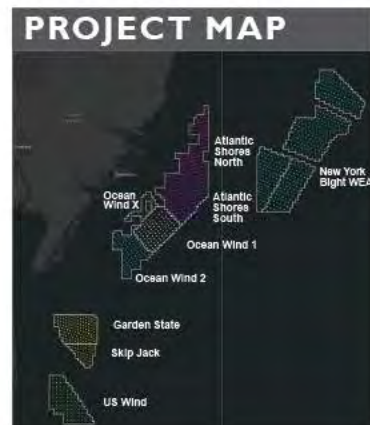 PROJECT MAP
Atlantic
Shores
North
New York
Bight WEA
Ocean
Wind X
Atlantic
Shores
South
Ocean Wind 1
Ocean Wind 2
Garden State
Skip Jack
US Wind